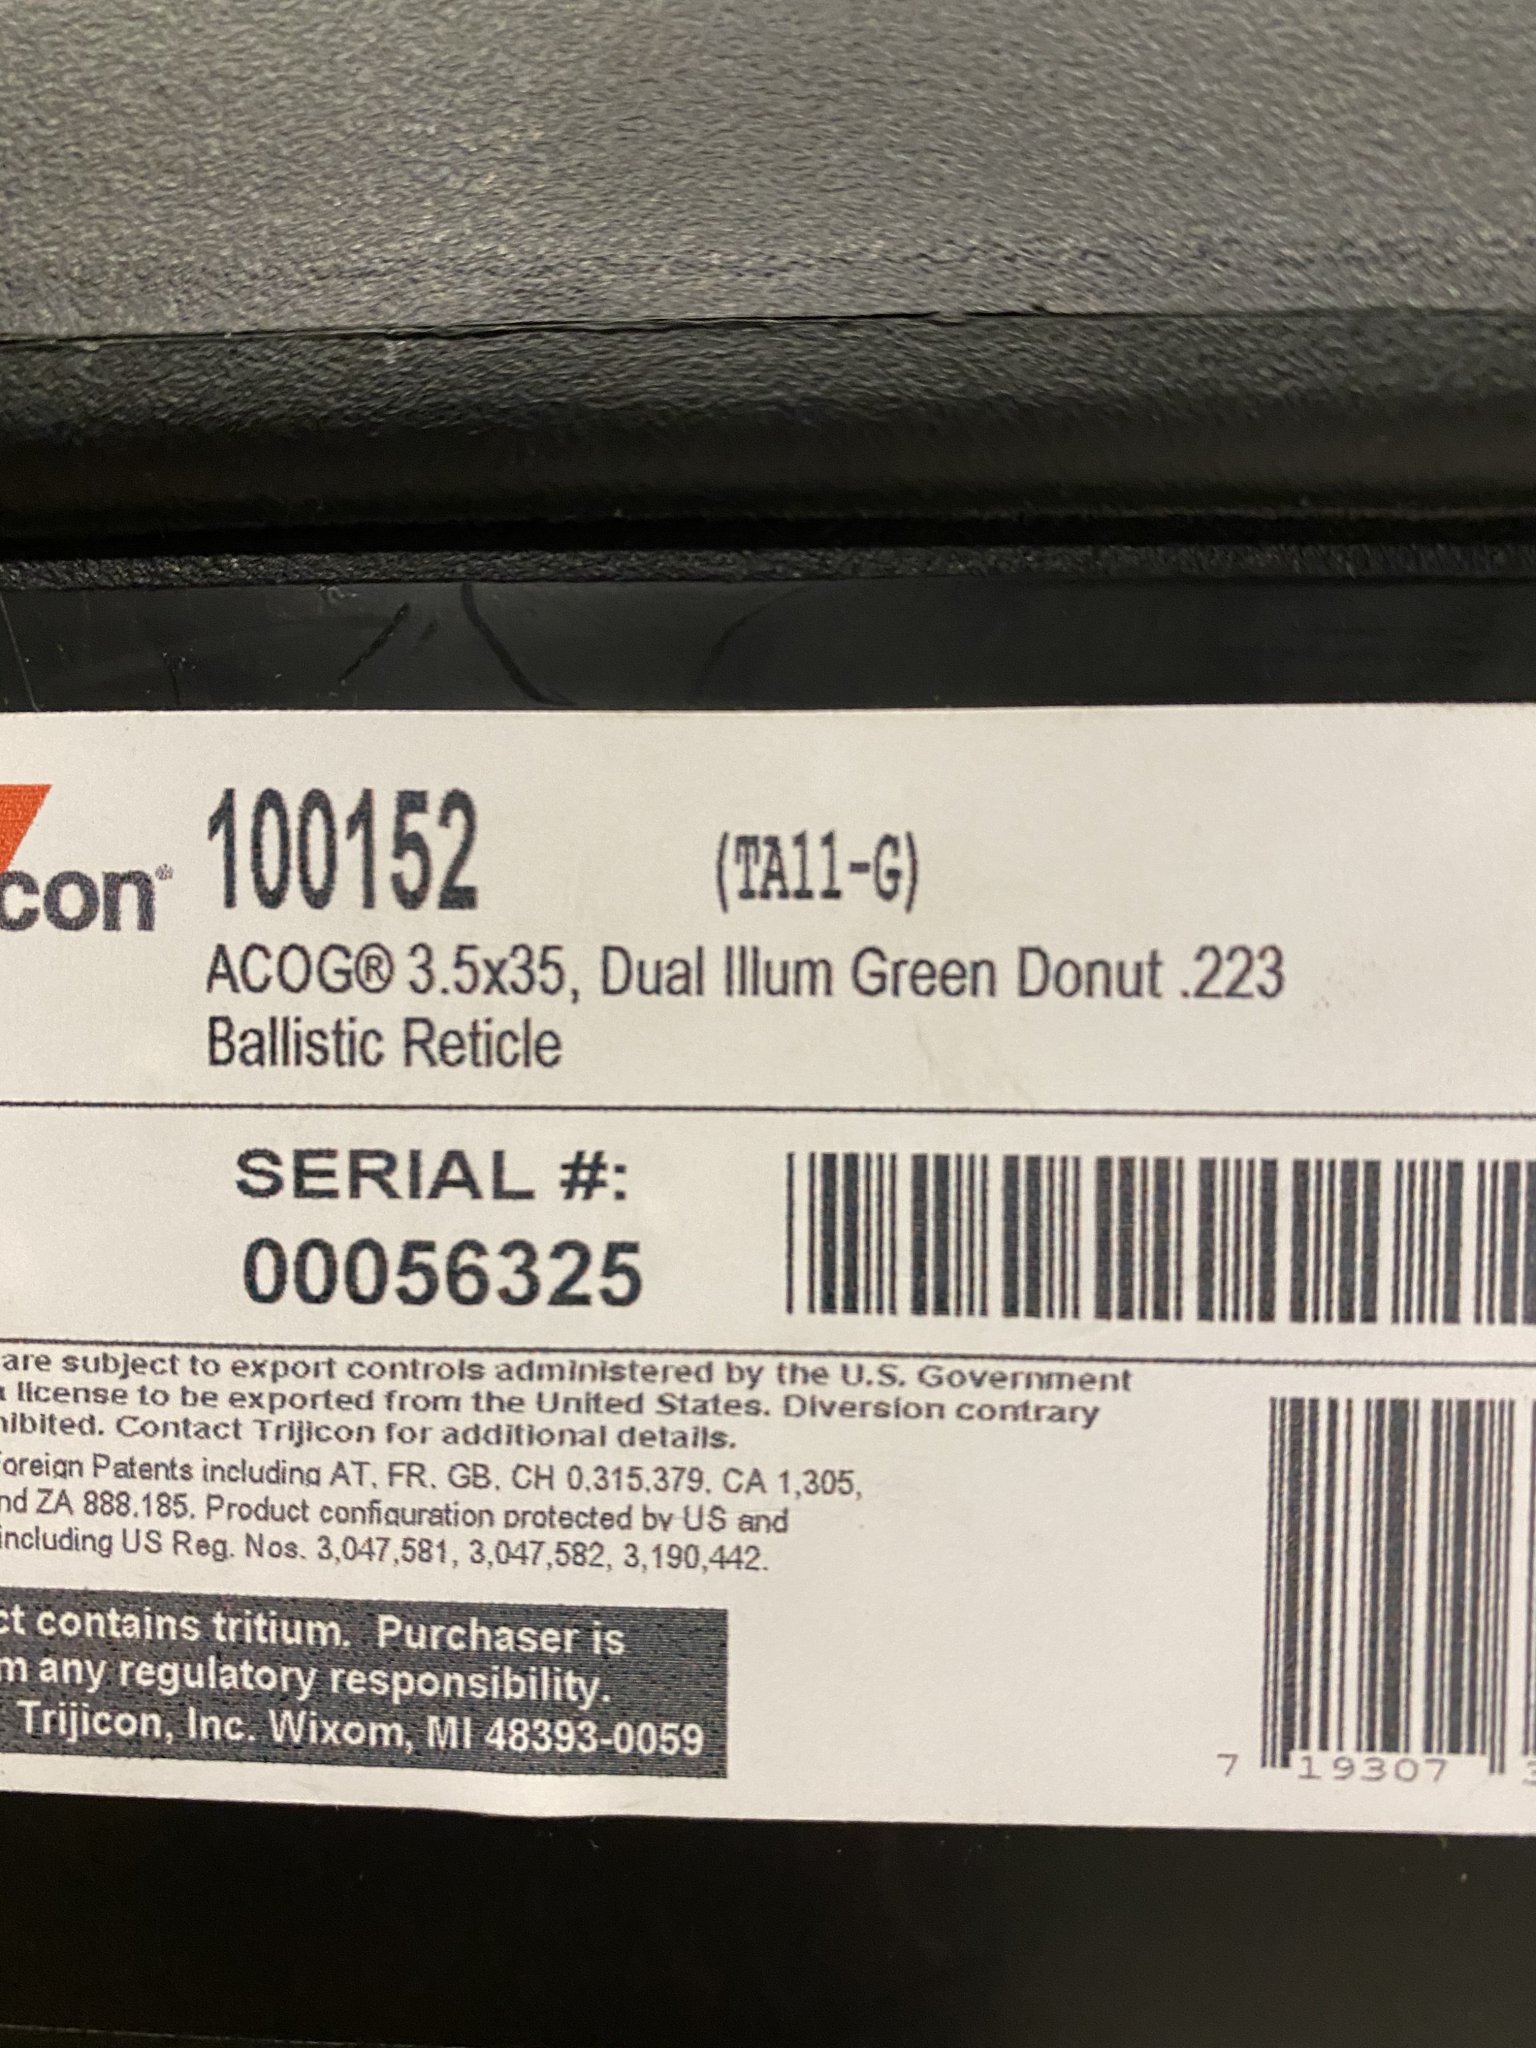 con®
100152 (TA11-G)
ACOG® 3.5x35, Dual Illum Green Donut .223
Ballistic Reticle
SERIAL #:
00056325
are subject to export controls administered by the U.S. Government
license to be exported from the United States. Diversion contrary
hibited. Contact Trijicon for additional details.
oreign Patents including AT, FR, GB, CH 0,315,379, CA 1,305,
nd ZA 888,185. Product configuration protected by US and
including US Reg. Nos. 3,047,581, 3,047,582, 3,190,442.
ct contains tritium. Purchaser is
m any regulatory responsibility.
Trijicon, Inc. Wixom, MI 48393-0059
7 19307